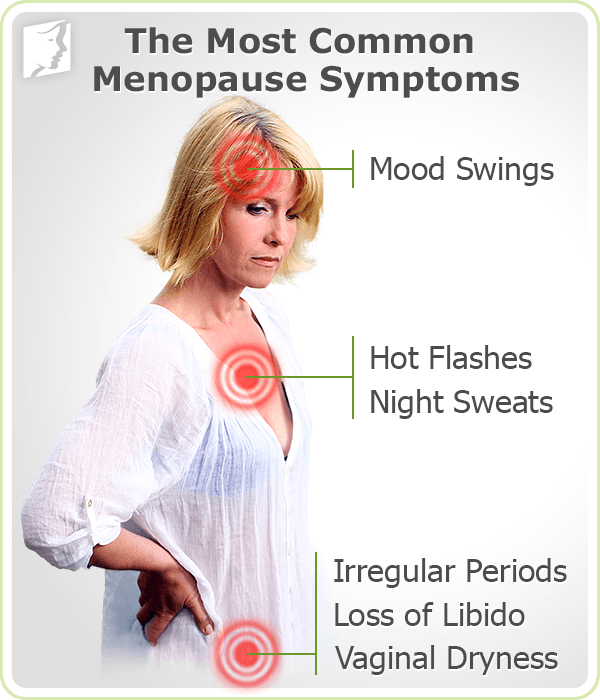 The Most Common
Menopause Symptoms
Mood Swings
Hot Flashes
Night Sweats
Irregular Periods
Loss of Libido
Vaginal Dryness